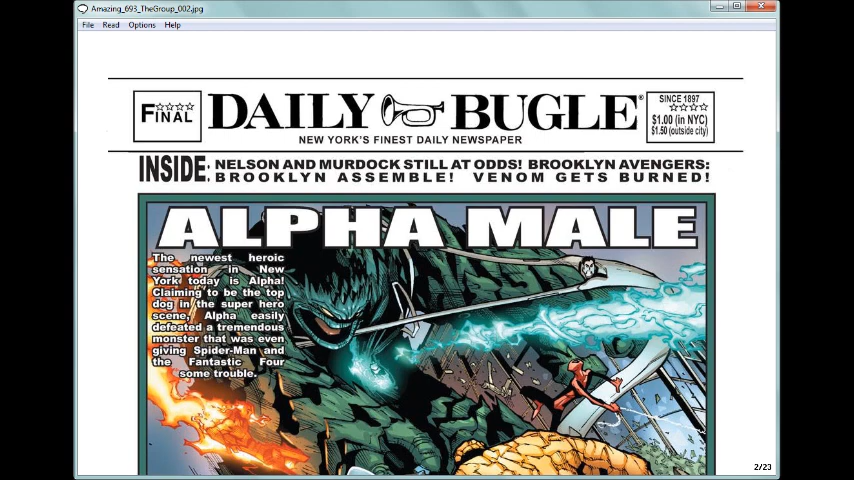 Amazing_693_TheGroup_002.jpg
File Read Options Help
FINAL
DAILY BUGLE®
NEW YORK'S FINEST DAILY NEWSPAPER
SINCE 1897
$1.00 (in NYC)
$1.50 (outside city)
INSIDE: NELSON AND MURDOCK STILL AT ODDS! BROOKLYN AVENGERS:
BROOKLYN ASSEMBLE! VENOM GETS BURNED!
ALPHA MALE
The newest heroic
sensation in New
York today is Alpha!
Claiming to be the top
dog in the super hero
scene, Alpha easily
defeated a tremendous
monster that was even
giving Spider-Man and
the Fantastic Four
some trouble.
2/23